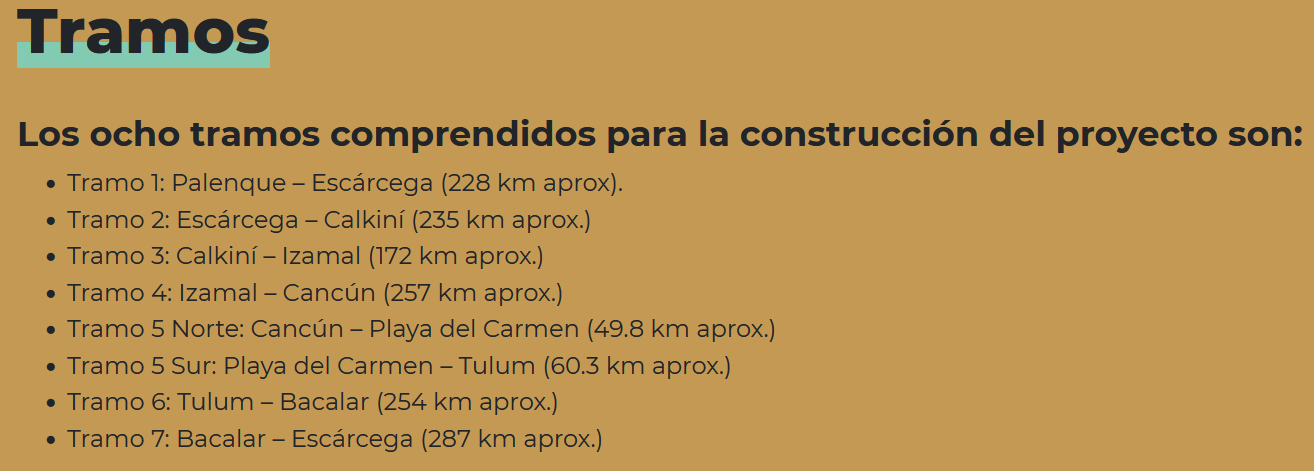 Tramos
Los ocho tramos comprendidos para la construcción del proyecto son:
• Tramo 1: Palenque – Escárcega (228 km aprox).
• Tramo 2: Escárcega – Calkiní (235 km aprox.)
• Tramo 3: Calkiní – Izamal (172 km aprox.)
• Tramo 4: Izamal – Cancún (257 km aprox.)
• Tramo 5 Norte: Cancún – Playa del Carmen (49.8 km aprox.)
• Tramo 5 Sur: Playa del Carmen – Tulum (60.3 km aprox.)
• Tramo 6: Tulum – Bacalar (254 km aprox.)
• Tramo 7: Bacalar – Escárcega (287 km aprox.)